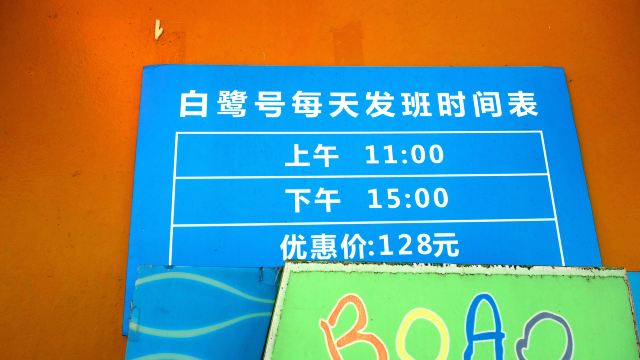 白鹭号每天发班时间表
上午 11:00
下午 15:00
优惠价:128元
BOAO